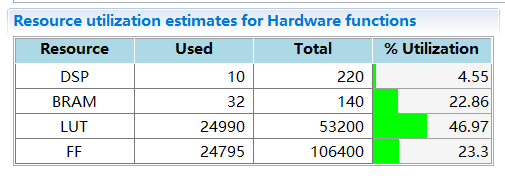 Resource utilization estimates for Hardware functions
Resource Used Total % Utilization
DSP 10 220 4.55
BRAM 32 140 22.86
LUT 24990 53200 46.97
FF 24795 106400 23.3